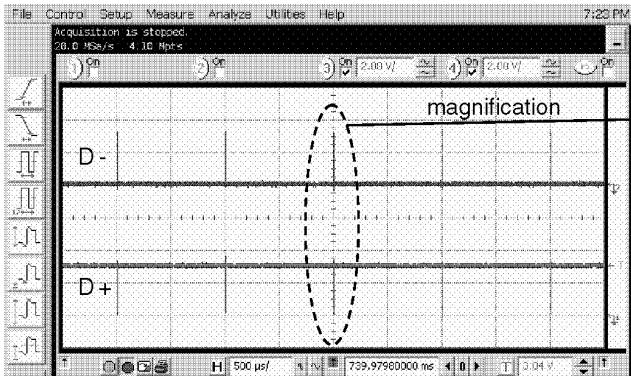 File Control Setup Measure Analyze Utilities Help 7:23 PM
Acquisition is stopped.
20.0 MSa/s 4.10 Mpts
1) On 2) On 3) On 2.00 V/ 4) On 2.00 V/ On
magnification
D -
D +
H 500 µs/ 739.97980000 ms 0 T 3.04 V